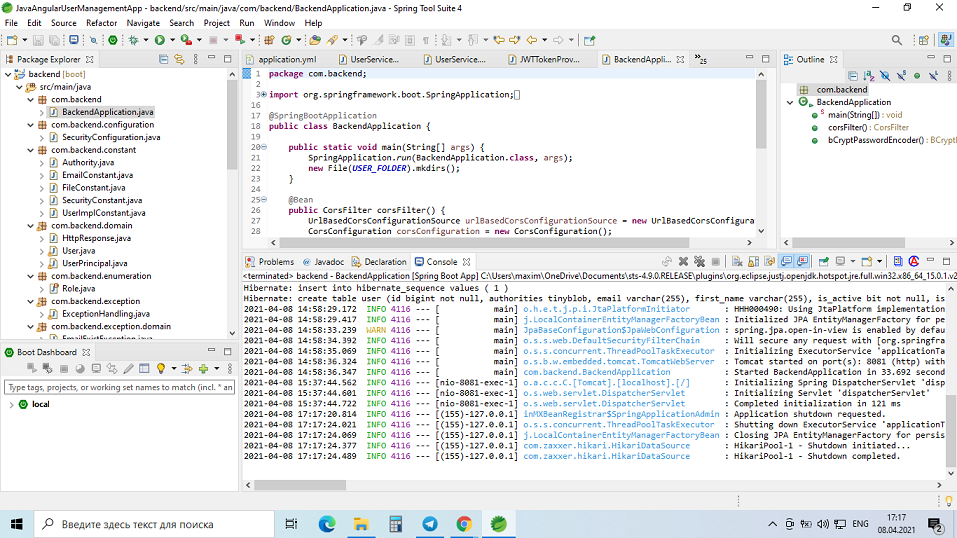 JavaAngularUserManagementApp - backend/src/main/java/com/backend/BackendApplication.java - Spring Tool Suite 4
File Edit Source Refactor Navigate Search Project Run Window Help
Package Explorer
backend [boot]
src/main/java
com.backend
BackendApplication.java
com.backend.configuration
SecurityConfiguration.java
com.backend.constant
Authority.java
EmailConstant.java
FileConstant.java
SecurityConstant.java
UserImplConstant.java
com.backend.domain
HttpResponse.java
User.java
UserPrincipal.java
com.backend.enumeration
Role.java
com.backend.exception
ExceptionHandling.java
com.backend.exception.domain
EmailExistException.java
Boot Dashboard
Type tags, projects, or working set names to match (incl. * an
local
application.yml UserService... UserService.... JWTTokenProv... BackendAppli... 25
1 package com.backend;
2
3 import org.springframework.boot.SpringApplication;
15
16 @SpringBootApplication
17 public class BackendApplication {
18
19
20 public static void main(String[] args) {
21 SpringApplication.run(BackendApplication.class, args);
22 new File(USER_FOLDER).mkdirs();
23 }
24
25 @Bean
26 public CorsFilter corsFilter() {
27 UrlBasedCorsConfigurationSource urlBasedCorsConfigurationSource = new UrlBasedConfigura
28 CorsConfiguration corsConfiguration = new CorsConfiguration();
Outline
com.backend
BackendApplication
main(String[]) : void
corsFilter() : CorsFilter
bCryptPasswordEncoder() : BCrypt
Problems Javadoc Declaration Console
<terminated> backend - BackendApplication [Spring Boot App] C:\Users\maxim\OneDrive\Documents\sts-4.9.0.RELEASE\plugins\org.eclipse.justj.openjdk.hotspot.jre.full.win32.x86_64_15.0.1.v2
Hibernate: insert into hibernate_sequence values ( 1 )
Hibernate: create table user (id bigint not null, authorities tinyblob, email varchar(255), first_name varchar(255), is_active bit not null, is
2021-04-08 14:58:29.172 INFO 4116 --- [ main] o.h.e.t.j.p.i.JtaPlatformInitiator : HHH000490: Using JtaPlatform implementation
2021-04-08 14:58:29.417 INFO 4116 --- [ main] j.LocalContainerEntityManagerFactoryBean : Initialized JPA EntityManagerFactory for pe
2021-04-08 14:58:33.239 WARN 4116 --- [ main] JpaBaseConfiguration$JpaWebConfiguration : spring.jpa.open-in-view is enabled by defau
2021-04-08 14:58:34.392 INFO 4116 --- [ main] o.s.s.web.DefaultSecurityFilterChain : Will secure any request with [org.springfra
2021-04-08 14:58:35.069 INFO 4116 --- [ main] o.s.s.concurrent.ThreadPoolTaskExecutor : Initializing ExecutorService 'applicationTa
2021-04-08 14:58:36.324 INFO 4116 --- [ main] o.s.b.w.embedded.tomcat.TomcatWebServer : Tomcat started on port(s): 8081 (http) with
2021-04-08 14:58:36.347 INFO 4116 --- [ main] com.backend.BackendApplication : Started BackendApplication in 33.692 second
2021-04-08 15:37:44.562 INFO 4116 --- [nio-8081-exec-1] o.a.c.c.C.[Tomcat].[localhost].[/] : Initializing Spring DispatcherServlet 'disp
2021-04-08 15:37:44.601 INFO 4116 --- [nio-8081-exec-1] o.s.web.servlet.DispatcherServlet : Initializing Servlet 'dispatcherServlet'
2021-04-08 15:37:44.722 INFO 4116 --- [nio-8081-exec-1] o.s.web.servlet.DispatcherServlet : Completed initialization in 121 ms
2021-04-08 17:17:20.814 INFO 4116 --- [(155)-127.0.0.1] inMXBeanRegistrar$SpringApplicationAdmin : Application shutdown requested.
2021-04-08 17:17:24.021 INFO 4116 --- [(155)-127.0.0.1] o.s.s.concurrent.ThreadPoolTaskExecutor : Shutting down ExecutorService 'applicationT
2021-04-08 17:17:24.069 INFO 4116 --- [(155)-127.0.0.1] j.LocalContainerEntityManagerFactoryBean : Closing JPA EntityManagerFactory for persis
2021-04-08 17:17:24.377 INFO 4116 --- [(155)-127.0.0.1] com.zaxxer.hikari.HikariDataSource : HikariPool-1 - Shutdown initiated...
2021-04-08 17:17:24.489 INFO 4116 --- [(155)-127.0.0.1] com.zaxxer.hikari.HikariDataSource : HikariPool-1 - Shutdown completed.
Введите здесь текст для поиска
ENG
17:17
08.04.2021
2